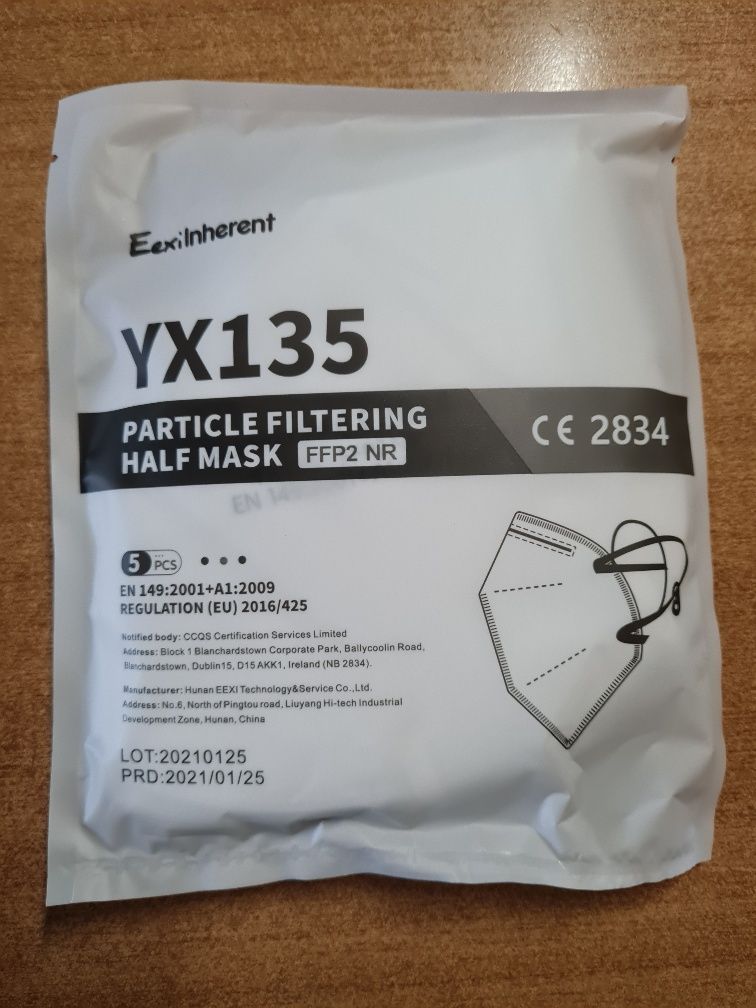 EexiInherent
YX135
PARTICLE FILTERING
HALF MASK FFP2 NR
CE 2834
EN 149
5 PCS
EN 149:2001+A1:2009
REGULATION (EU) 2016/425
Notified body: CCQS Certification Services Limited
Address: Block 1 Blanchardstown Corporate Park, Ballycoolin Road,
Blanchardstown, Dublin15, D15 AKK1, Ireland (NB 2834).
Manufacturer: Hunan EEXI Technology&Service Co.,Ltd.
Address: No.6, North of Pingtou road, Liuyang Hi-tech Industrial
Development Zone, Hunan, China
LOT:20210125
PRD:2021/01/25